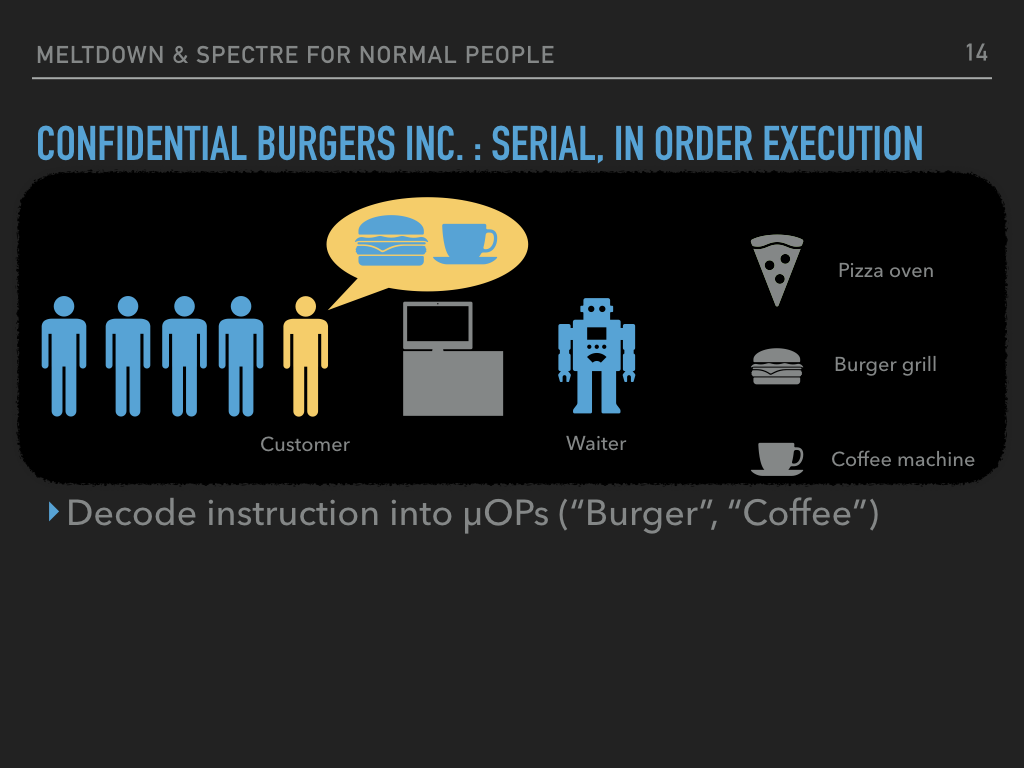 MELTDOWN & SPECTRE FOR NORMAL PEOPLE
14
CONFIDENTIAL BURGERS INC. : SERIAL, IN ORDER EXECUTION
Pizza oven
Burger grill
Customer
Waiter
Coffee machine
Decode instruction into µOPs (“Burger”, “Coffee”)